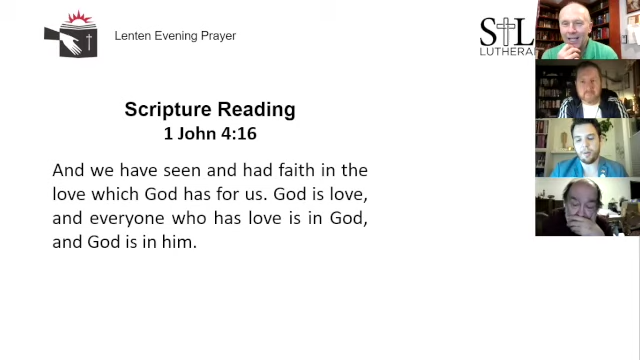 Lenten Evening Prayer
StL
LUTHERA
Scripture Reading
1 John 4:16
And we have seen and had faith in the
love which God has for us. God is love,
and everyone who has love is in God,
and God is in him.